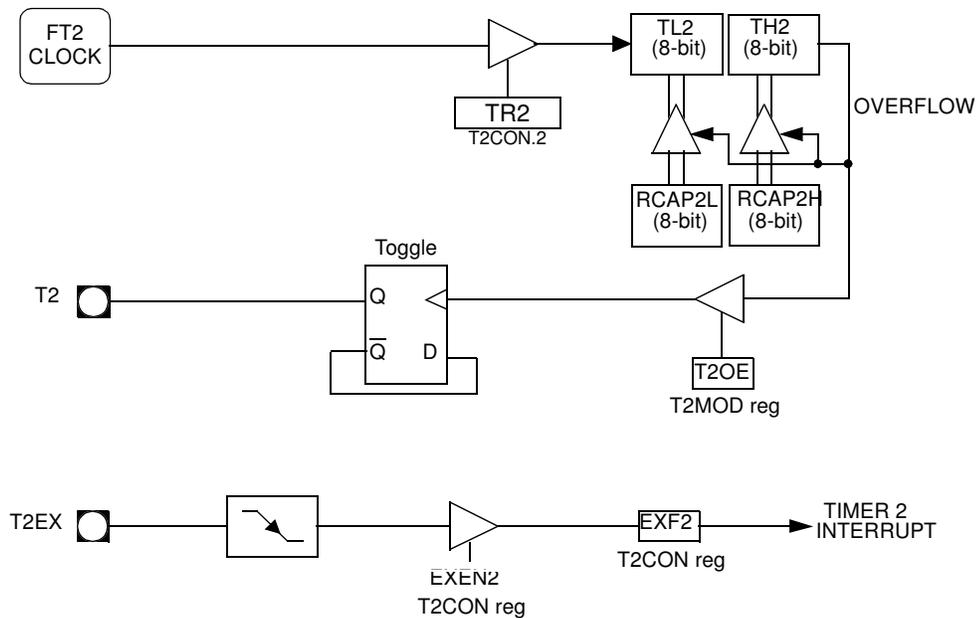 FT2
CLOCK
TR2
T2CON.2
TL2
(8-bit)
TH2
(8-bit)
OVERFLOW
RCAP2L
(8-bit)
RCAP2H
(8-bit)
Toggle
T2
Q
Q
D
T2OE
T2MOD reg
T2EX
EXEN2
T2CON reg
EXF2
T2CON reg
TIMER 2
INTERRUPT